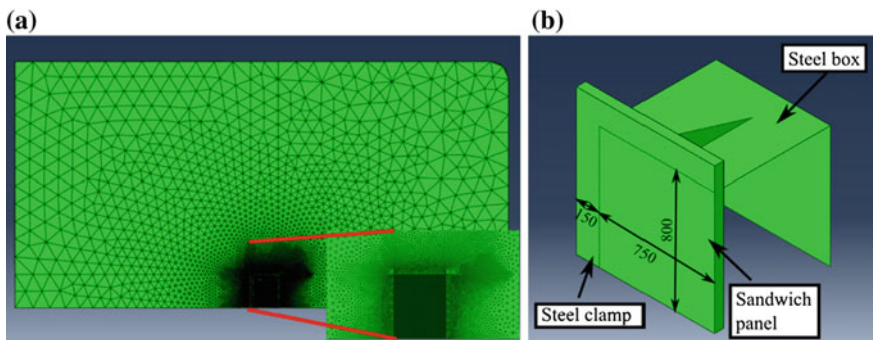 (a)
(b)
Steel box
150
750
800
Steel clamp
Sandwich
panel